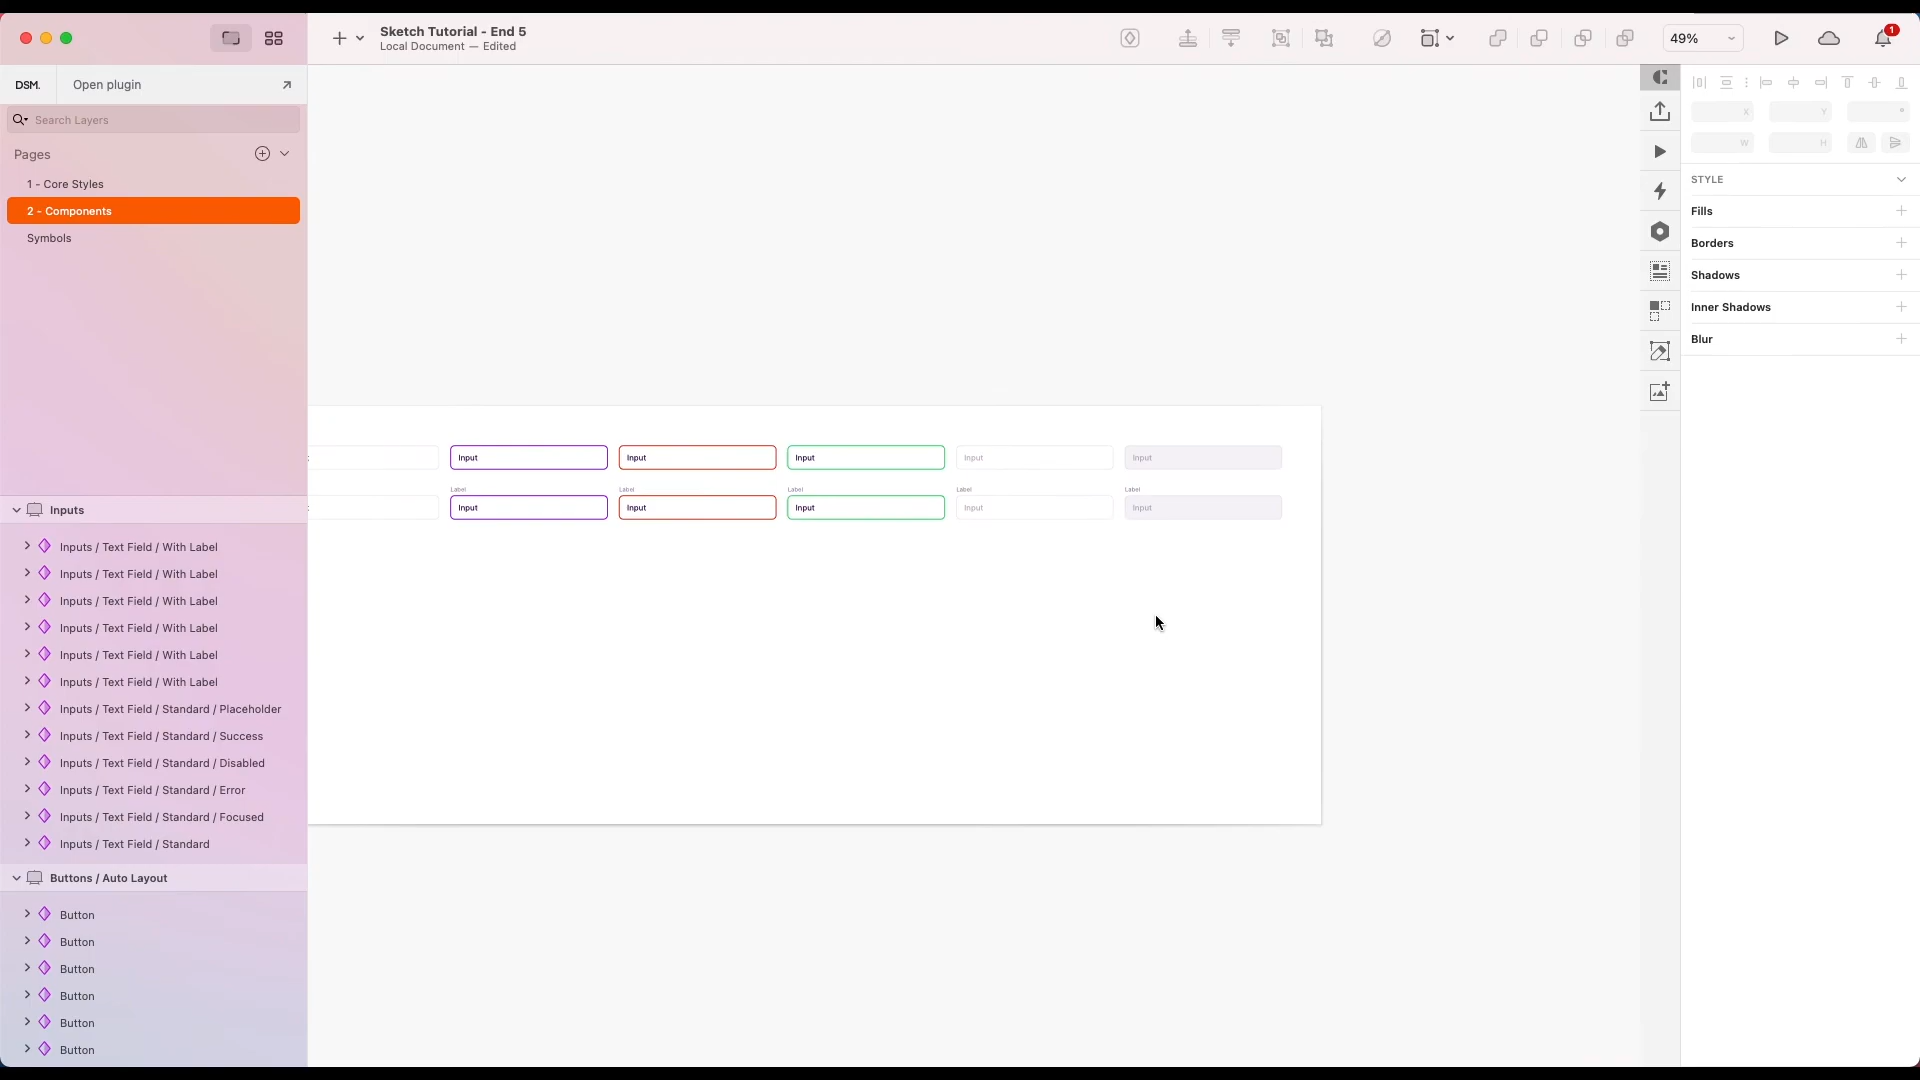 Sketch Tutorial - End 5
Local Document — Edited
49%
1
DSM.
Open plugin
Search Layers
Pages
1 - Core Styles
2 - Components
Symbols
Inputs
Inputs / Text Field / With Label
Inputs / Text Field / With Label
Inputs / Text Field / With Label
Inputs / Text Field / With Label
Inputs / Text Field / With Label
Inputs / Text Field / With Label
Inputs / Text Field / Standard / Placeholder
Inputs / Text Field / Standard / Success
Inputs / Text Field / Standard / Disabled
Inputs / Text Field / Standard / Error
Inputs / Text Field / Standard / Focused
Inputs / Text Field / Standard
Buttons / Auto Layout
Button
Button
Button
Button
Button
Button
Input Input Input Input Input
Label Label Label Label Label
Input Input Input Input Input
X Y °
W H
STYLE
Fills
Borders
Shadows
Inner Shadows
Blur